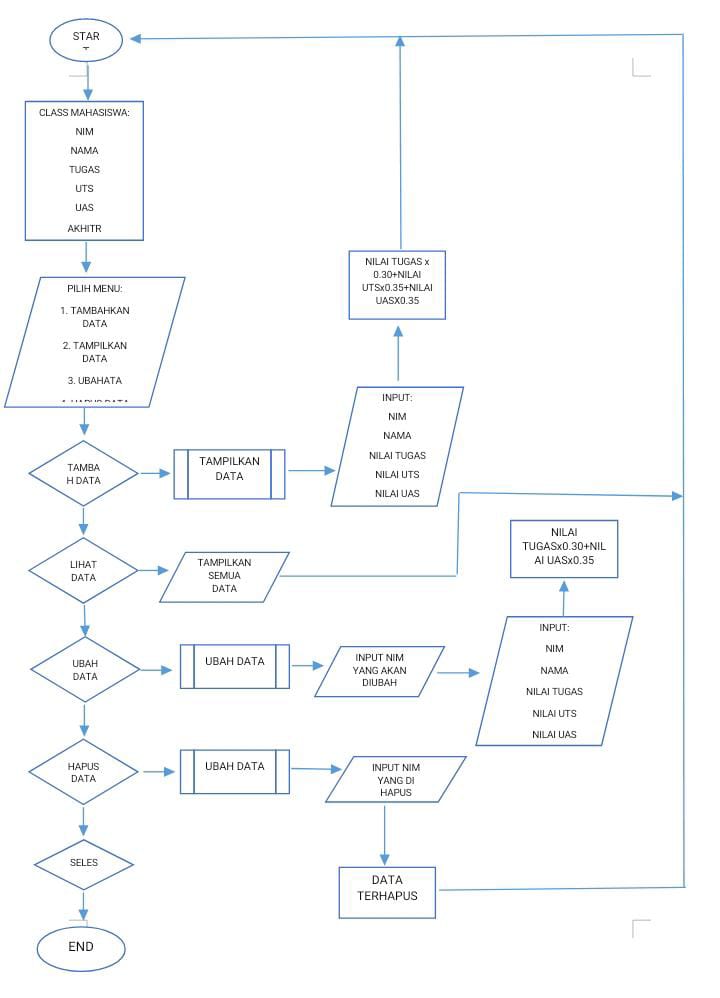 STAR
T
CLASS MAHASISWA:
NIM
NAMA
TUGAS
UTS
UAS
AKHITR
PILIH MENU:
1. TAMBAHKAN
DATA
2. TAMPILKAN
DATA
3. UBAHATA
NILAI TUGAS x
0.30+NILAI
UTSx0.35+NILAI
UASX0.35
INPUT:
NIM
NAMA
NILAI TUGAS
NILAI UTS
NILAI UAS
TAMBA
H DATA
TAMPILKAN
DATA
LIHAT
DATA
TAMPILKAN
SEMUA
DATA
NILAI
TUGASx0.30+NIL
AI UASx0.35
UBAH
DATA
UBAH DATA
INPUT NIM
YANG AKAN
DIUBAH
INPUT:
NIM
NAMA
NILAI TUGAS
NILAI UTS
NILAI UAS
HAPUS
DATA
UBAH DATA
INPUT NIM
YANG DI
HAPUS
SELES
DATA
TERHAPUS
END